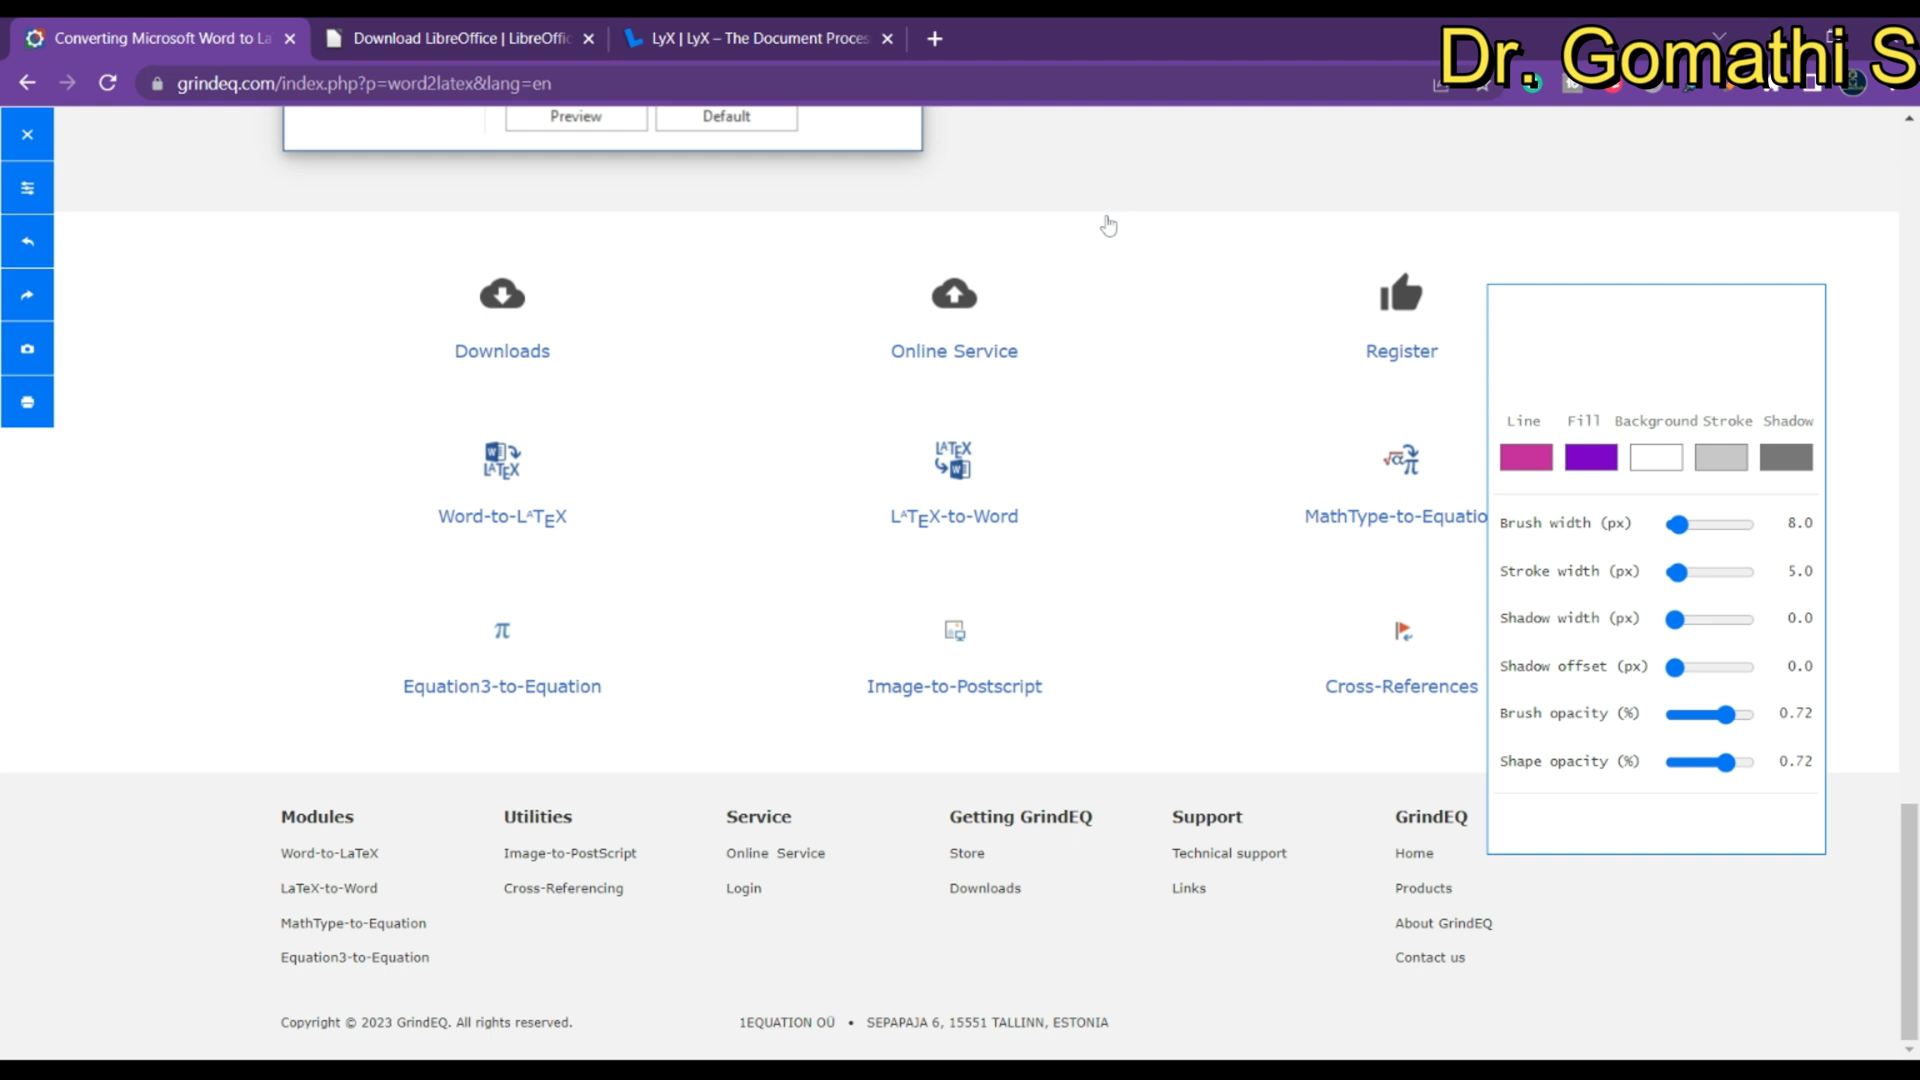 Converting Microsoft Word to La
Download LibreOffice | LibreOffic
LyX | LyX – The Document Proces
Dr. Gomathi S
grindeq.com/index.php?p=word2latex&lang=en
Preview
Default
Downloads
Online Service
Register
Line
Fill
Background
Stroke
Shadow
W
LATEX
LATEX
W
√α
π
Word-to-LATEX
LATEX-to-Word
MathType-to-Equatio
Brush width (px)
8.0
Stroke width (px)
5.0
Shadow width (px)
0.0
π
Shadow offset (px)
0.0
Equation3-to-Equation
Image-to-Postscript
Cross-References
Brush opacity (%)
0.72
Shape opacity (%)
0.72
Modules
Utilities
Service
Getting GrindEQ
Support
GrindEQ
Word-to-LaTeX
Image-to-PostScript
Online Service
Store
Technical support
Home
LaTeX-to-Word
Cross-Referencing
Login
Downloads
Links
Products
MathType-to-Equation
About GrindEQ
Equation3-to-Equation
Contact us
Copyright © 2023 GrindEQ. All rights reserved.
1EQUATION OÜ • SEPAPAJA 6, 15551 TALLINN, ESTONIA